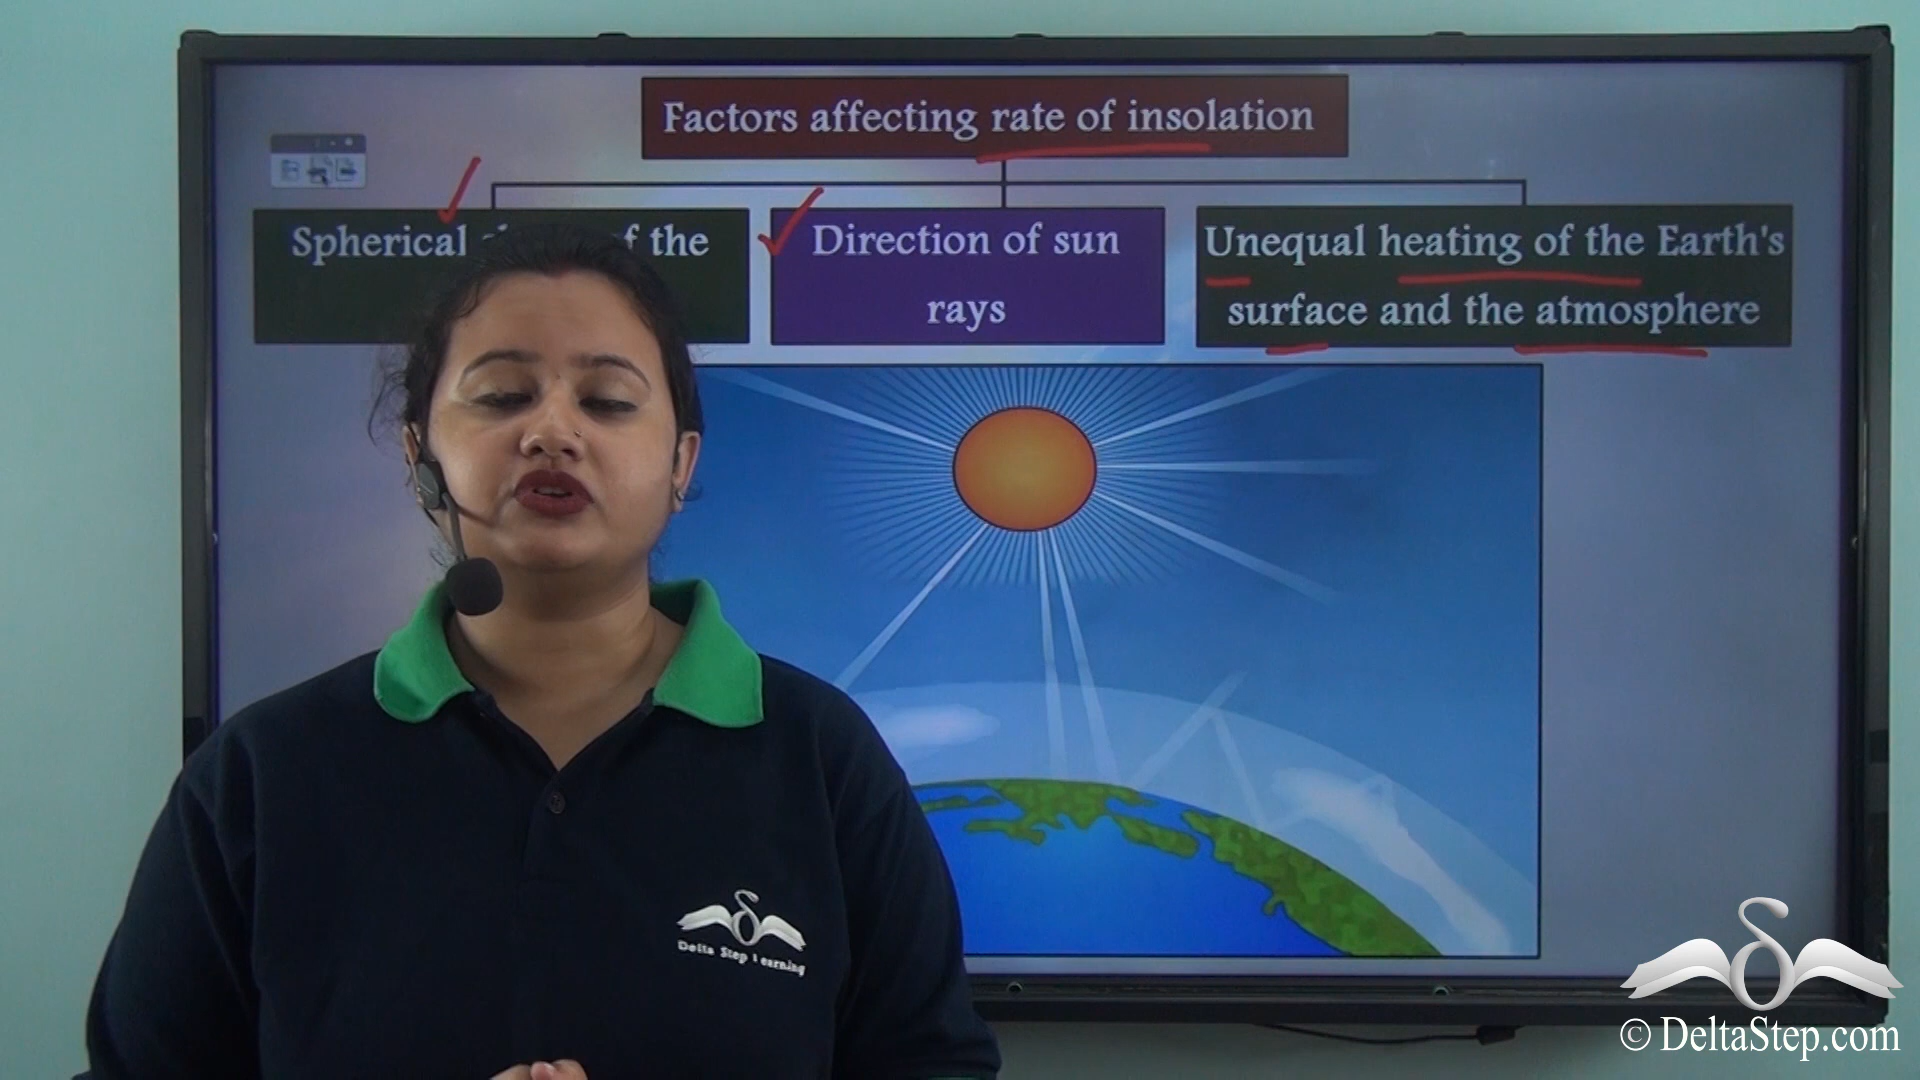 Factors affecting rate of insolation
Spherical the
Direction of sun
rays
Unequal heating of the Earth's
surface and the atmosphere
Delta Step Learning
© DeltaStep.com